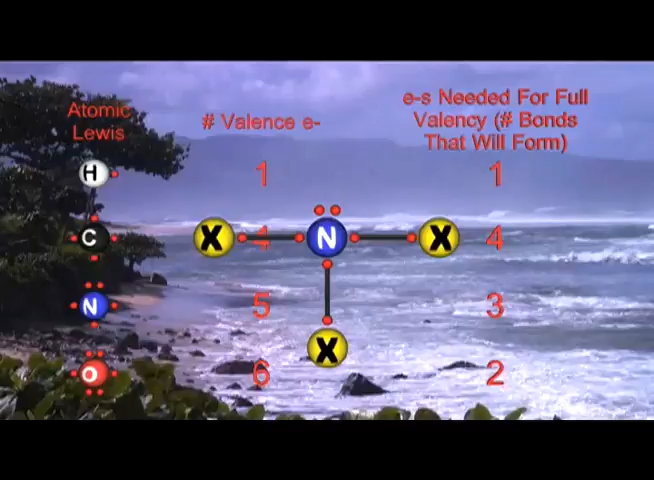 Atomic
Lewis
# Valence e-
e-s Needed For Full
Valency (# Bonds
That Will Form)
H 1 1
X 4 N X 4
C
N 5 3
X
O 6 2